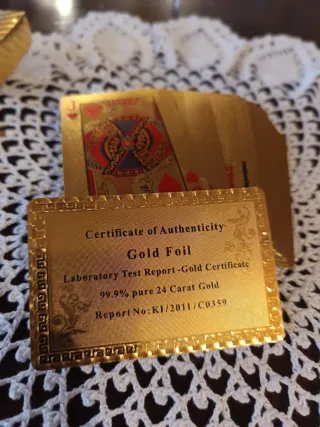 J
Certificate of Authenticity
Gold Foil
Laboratory Test Report -Gold Certificate
99.9% pure 24 Carat Gold
Report No:KI/2011/C0359